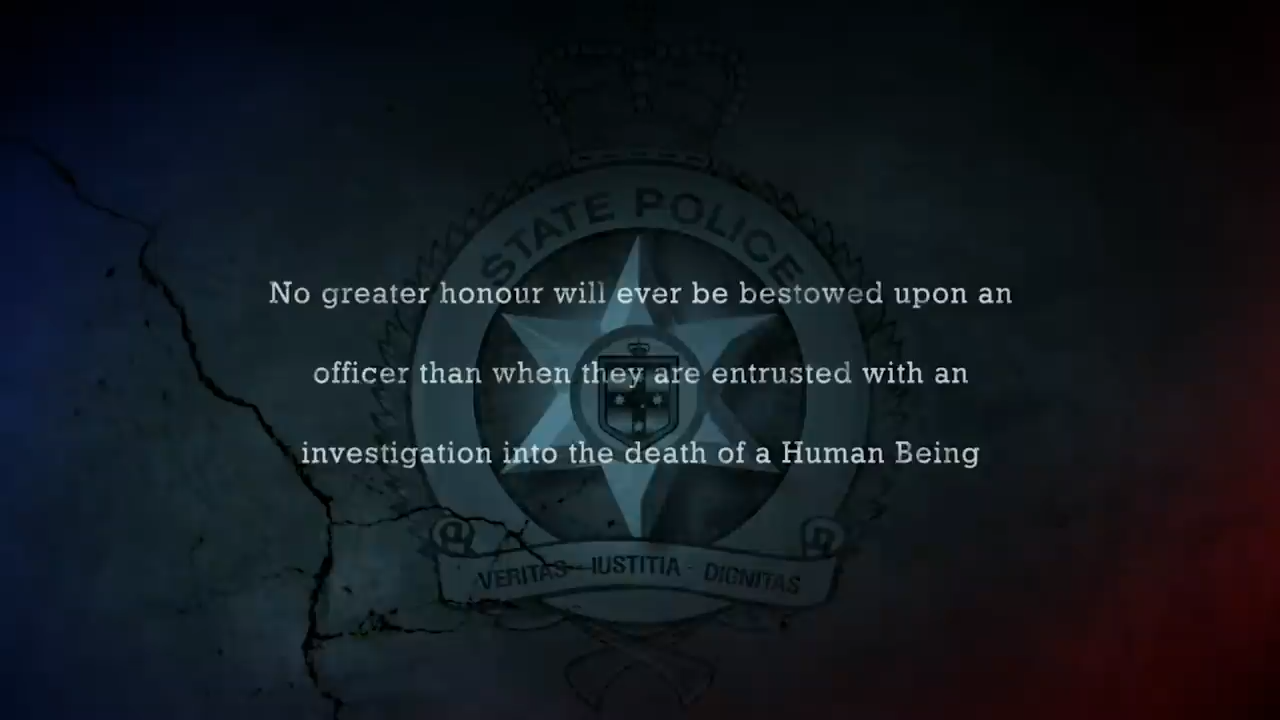 STATE POLICE
No greater honour will ever be bestowed upon an
officer than when they are entrusted with an
investigation into the death of a Human Being
VERITAS · IUSTITIA · DIGNITAS